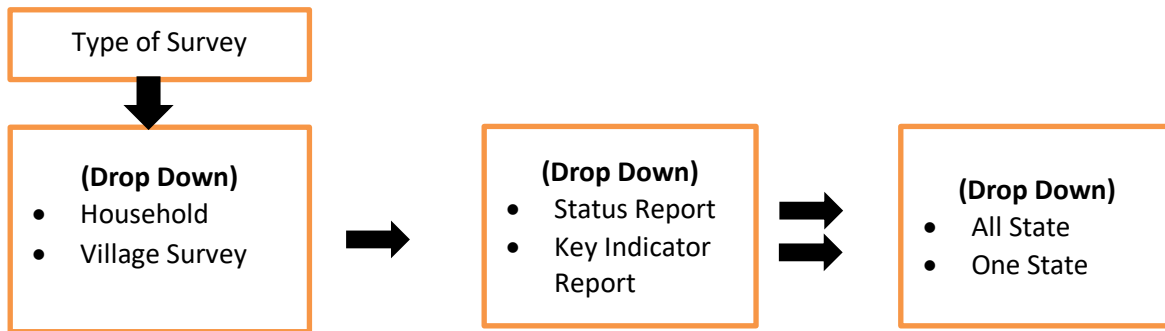 Type of Survey
(Drop Down)
• Household
• Village Survey
(Drop Down)
• Status Report
• Key Indicator
Report
(Drop Down)
• All State
• One State